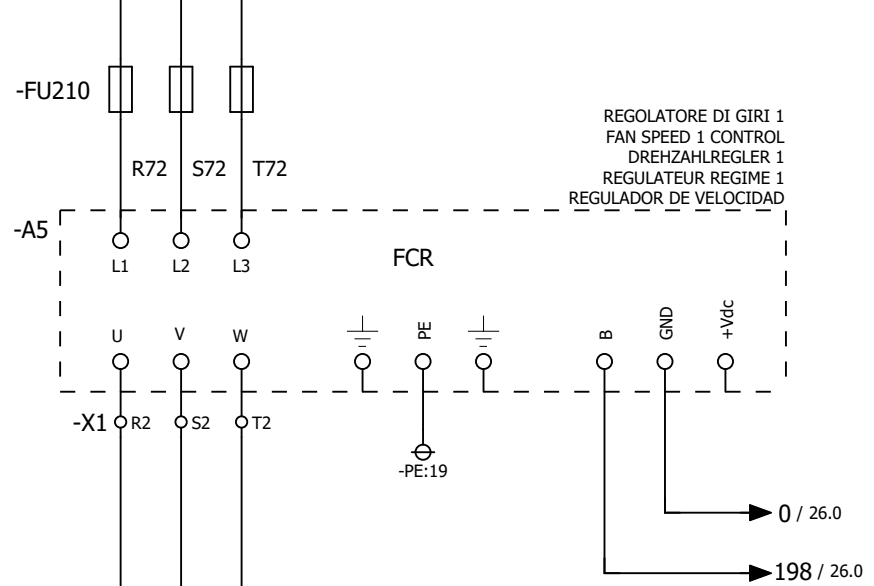 -FU210
REGOLATORE DI GIRI 1
FAN SPEED 1 CONTROL
DREHZAHLREGLER 1
REGULATEUR REGIME 1
REGULADOR DE VELOCIDAD
R72 S72 T72
-A5
FCR
L1 L2 L3
U V W PE B GND +Vdc
-X1 R2 S2 T2
-PE:19
0 / 26.0
198 / 26.0